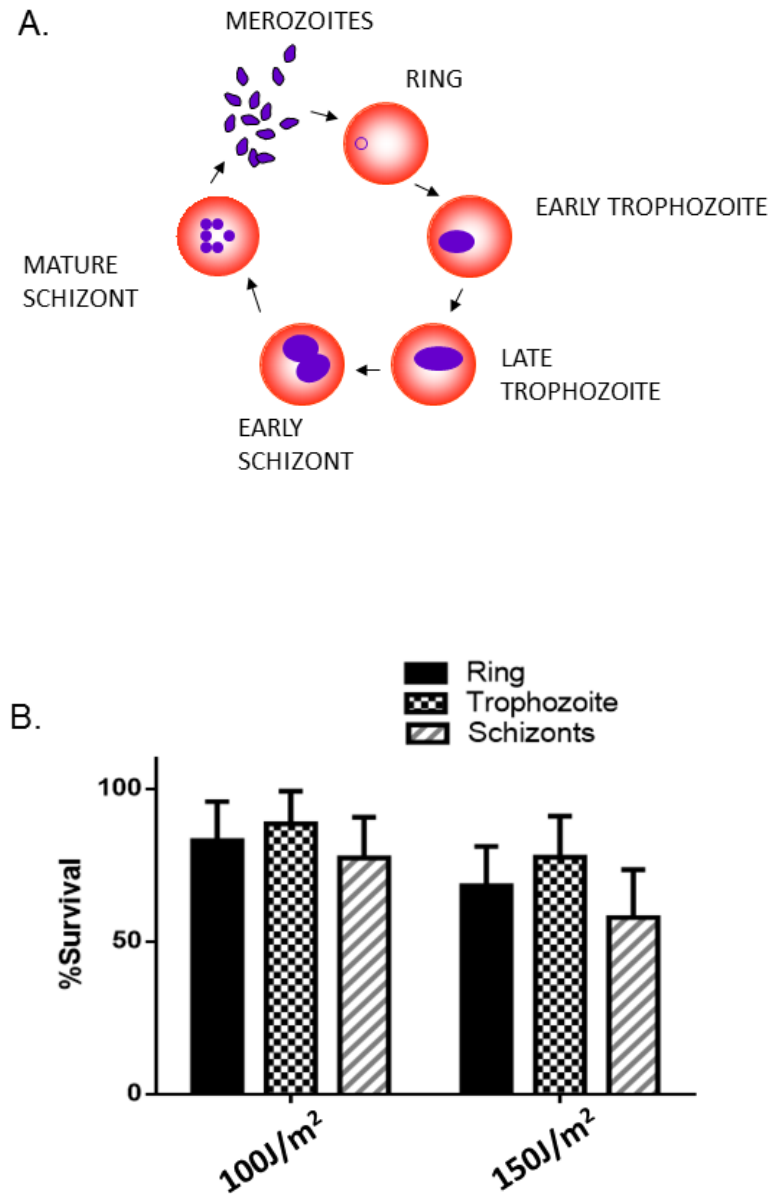 A.
MEROZOITES
RING
EARLY TROPHOZOITE
LATE
TROPHOZOITE
EARLY
SCHIZONT
MATURE
SCHIZONT
B.
Ring
Trophozoite
Schizonts
%Survival
100
50
0
100J/m²
150J/m²